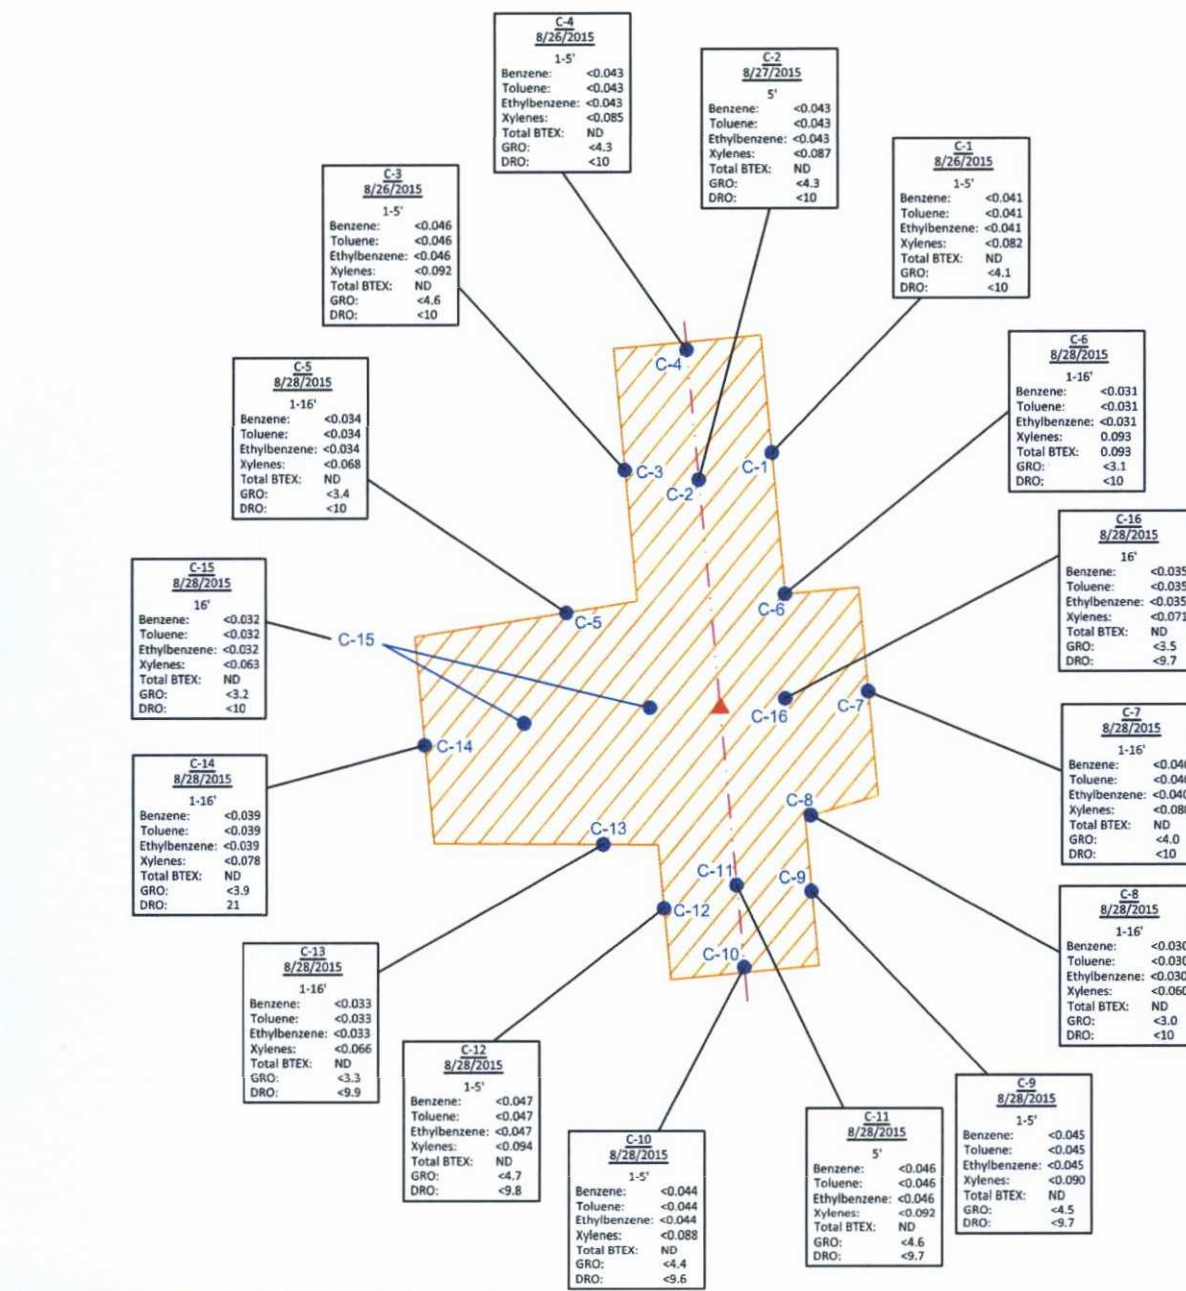 C-4
8/26/2015
1-5'
Benzene: <0.043
Toluene: <0.043
Ethylbenzene: <0.043
Xylenes: <0.085
Total BTEX: ND
GRO: <4.3
DRO: <10
C-2
8/27/2015
5'
Benzene: <0.043
Toluene: <0.043
Ethylbenzene: <0.043
Xylenes: <0.087
Total BTEX: ND
GRO: <4.3
DRO: <10
C-1
8/26/2015
1-5'
Benzene: <0.041
Toluene: <0.041
Ethylbenzene: <0.041
Xylenes: <0.082
Total BTEX: ND
GRO: <4.1
DRO: <10
C-3
8/26/2015
1-5'
Benzene: <0.046
Toluene: <0.046
Ethylbenzene: <0.046
Xylenes: <0.092
Total BTEX: ND
GRO: <4.6
DRO: <10
C-6
8/28/2015
1-16'
Benzene: <0.031
Toluene: <0.031
Ethylbenzene: <0.031
Xylenes: 0.093
Total BTEX: 0.093
GRO: <3.1
DRO: <10
C-5
8/28/2015
1-16'
Benzene: <0.034
Toluene: <0.034
Ethylbenzene: <0.034
Xylenes: <0.068
Total BTEX: ND
GRO: <3.4
DRO: <10
C-16
8/28/2015
16'
Benzene: <0.035
Toluene: <0.035
Ethylbenzene: <0.035
Xylenes: <0.071
Total BTEX: ND
GRO: <3.5
DRO: <9.7
C-15
8/28/2015
16'
Benzene: <0.032
Toluene: <0.032
Ethylbenzene: <0.032
Xylenes: <0.063
Total BTEX: ND
GRO: <3.2
DRO: <10
C-7
8/28/2015
1-16'
Benzene:
Toluene:
Ethylbenzene:
Xylenes:
Total BTEX: ND
GRO: <4.0
DRO: <10
C-14
8/28/2015
1-16'
Benzene: <0.039
Toluene: <0.039
Ethylbenzene: <0.039
Xylenes: <0.078
Total BTEX: ND
GRO: <3.9
DRO: 21
C-8
8/28/2015
1-16'
Benzene: <0.030
Toluene: <0.030
Ethylbenzene: <0.030
Xylenes: <0.060
Total BTEX: ND
GRO: <3.0
DRO: <10
C-13
8/28/2015
1-16'
Benzene: <0.033
Toluene: <0.033
Ethylbenzene: <0.033
Xylenes: <0.066
Total BTEX: ND
GRO: <3.3
DRO: <9.9
C-12
8/28/2015
1-5'
Benzene: <0.047
Toluene: <0.047
Ethylbenzene: <0.047
Xylenes: <0.094
Total BTEX: ND
GRO: <4.7
DRO: <9.8
C-10
8/28/2015
1-5'
Benzene: <0.044
Toluene: <0.044
Ethylbenzene: <0.044
Xylenes: <0.088
Total BTEX: ND
GRO: <4.4
DRO: <9.6
C-11
8/28/2015
5'
Benzene: <0.046
Toluene: <0.046
Ethylbenzene: <0.046
Xylenes: <0.092
Total BTEX: ND
GRO: <4.6
DRO: <9.7
C-9
8/28/2015
1-5'
Benzene: <0.045
Toluene: <0.045
Ethylbenzene: <0.045
Xylenes: <0.090
Total BTEX: ND
GRO: <4.5
DRO: <9.7
C-4
C-1
C-3
C-2
C-6
C-5
C-15
C-16
C-7
C-14
C-8
C-13
C-11
C-9
C-12
C-10